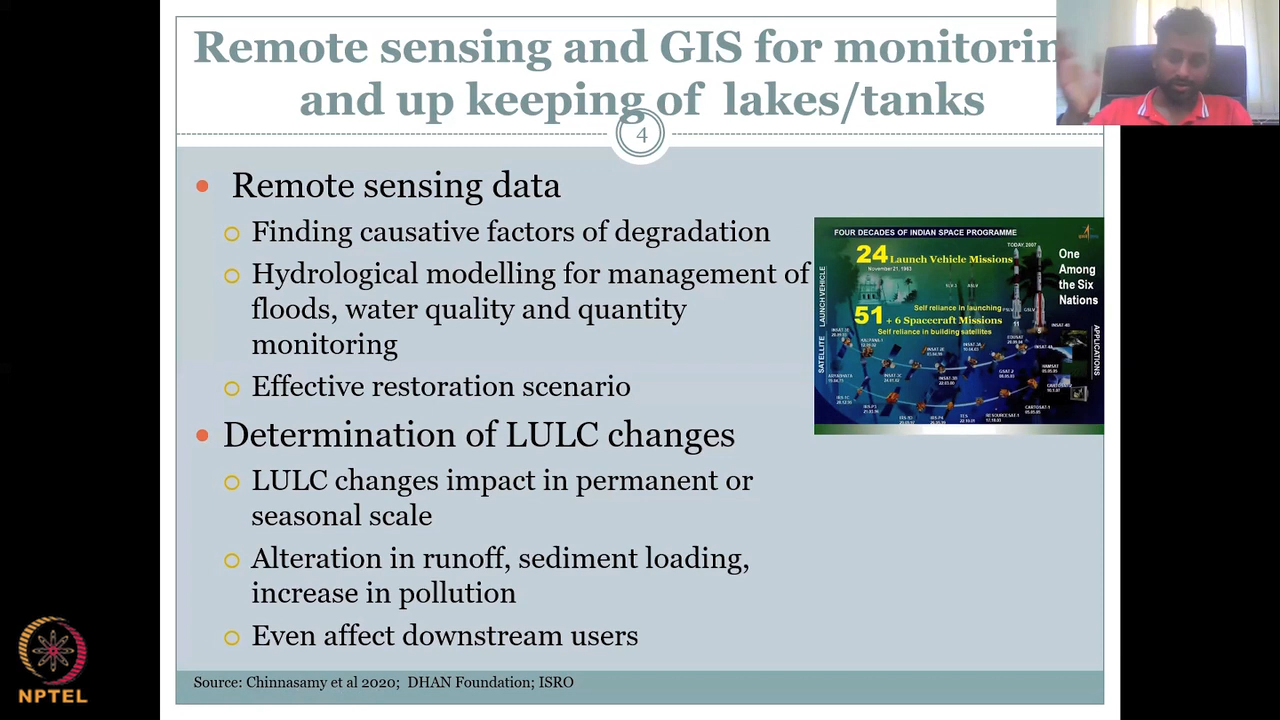 Remote sensing and GIS for monitorin
and up keeping of lakes/tanks
4
Remote sensing data
Finding causative factors of degradation
Hydrological modelling for management of
floods, water quality and quantity
monitoring
Effective restoration scenario
Determination of LULC changes
LULC changes impact in permanent or
seasonal scale
Alteration in runoff, sediment loading,
increase in pollution
Even affect downstream users
FOUR DECADES OF INDIAN SPACE PROGRAMME
24 Launch Vehicle Missions
November 21, 1963
TODAY, 2007
One
Among
the Six
Nations
LAUNCH VEHICLE
Self reliance in launching
51 + 6 Spacecraft Missions
Self reliance in building satellites
SATELLITE
APPLICATIONS
Source: Chinnasamy et al 2020; DHAN Foundation; ISRO
NPTEL